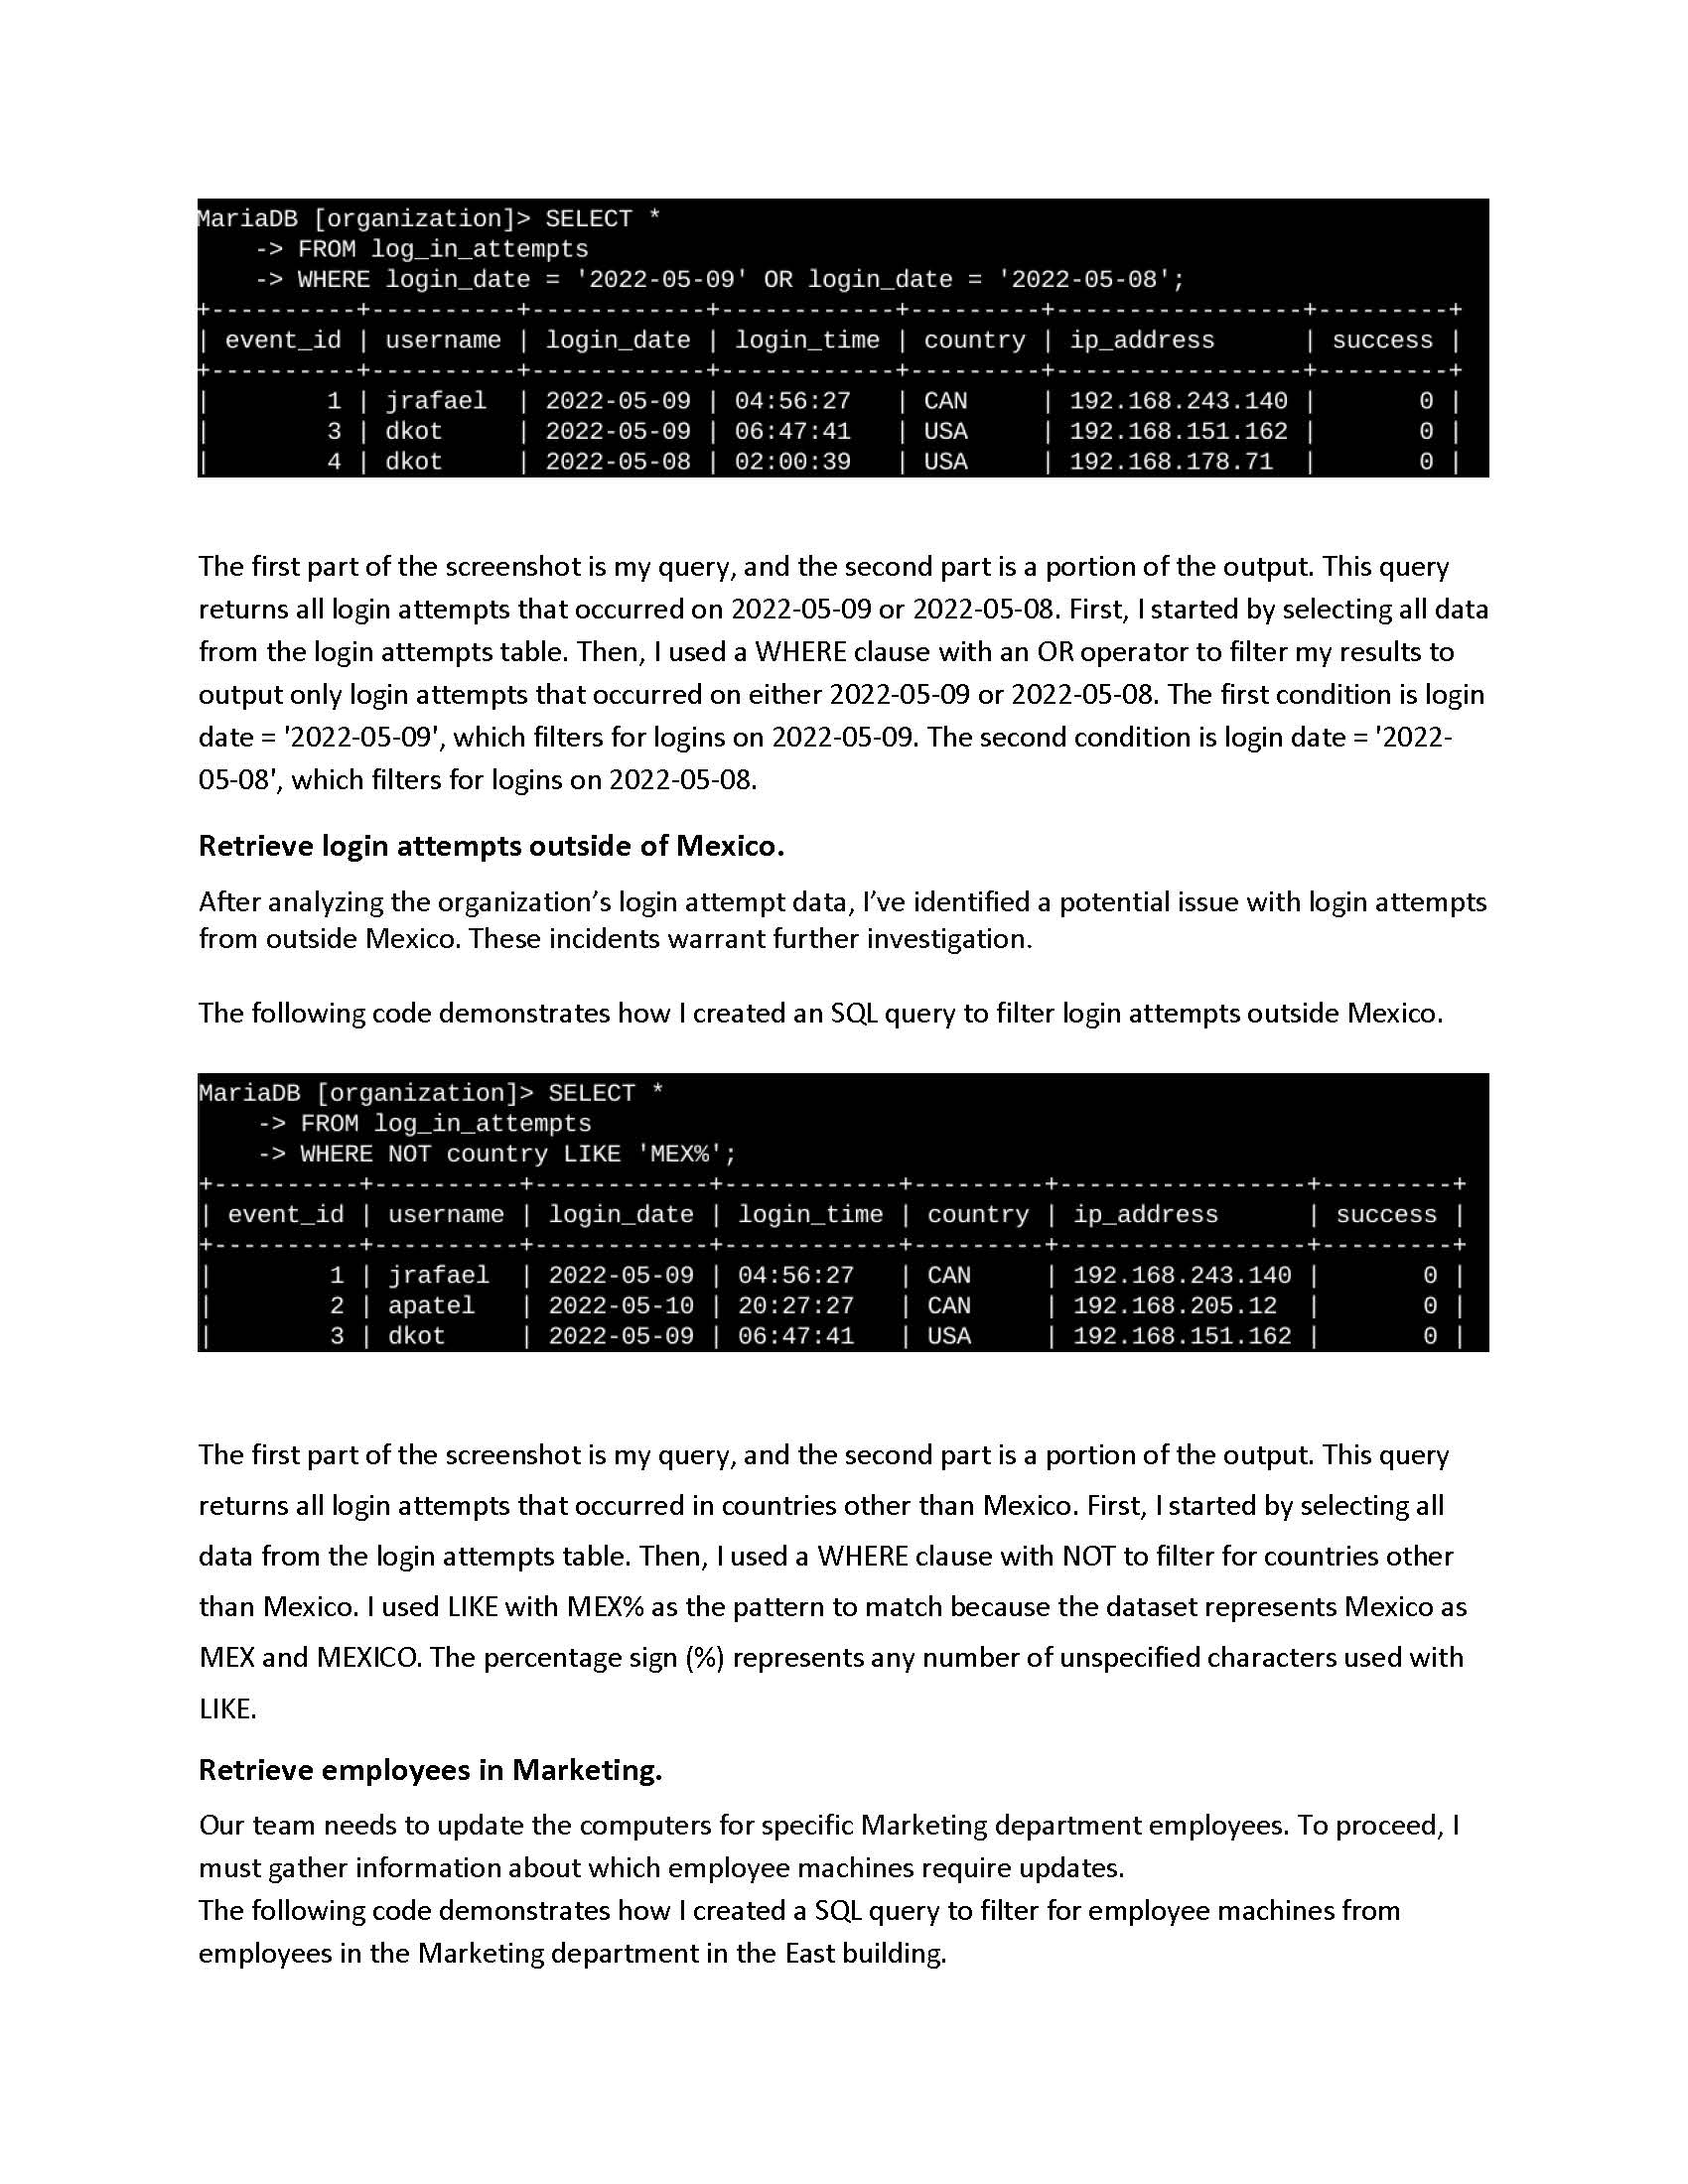 MariaDB [organization]> SELECT *
    -> FROM log_in_attempts
    -> WHERE login_date = '2022-05-09' OR login_date = '2022-05-08';
+----------+----------+------------+------------+---------+-----------------+---------+
| event_id | username | login_date | login_time | country | ip_address      | success |
+----------+----------+------------+------------+---------+-----------------+---------+
|        1 | jrafael  | 2022-05-09 | 04:56:27   | CAN     | 192.168.243.140 |       0 |
|        3 | dkot     | 2022-05-09 | 06:47:41   | USA     | 192.168.151.162 |       0 |
|        4 | dkot     | 2022-05-08 | 02:00:39   | USA     | 192.168.178.71  |       0 |
The first part of the screenshot is my query, and the second part is a portion of the output. This query
returns all login attempts that occurred on 2022-05-09 or 2022-05-08. First, I started by selecting all data
from the login attempts table. Then, I used a WHERE clause with an OR operator to filter my results to
output only login attempts that occurred on either 2022-05-09 or 2022-05-08. The first condition is login
date = '2022-05-09', which filters for logins on 2022-05-09. The second condition is login date = '2022-
05-08', which filters for logins on 2022-05-08.
Retrieve login attempts outside of Mexico.
After analyzing the organization’s login attempt data, I’ve identified a potential issue with login attempts
from outside Mexico. These incidents warrant further investigation.
The following code demonstrates how I created an SQL query to filter login attempts outside Mexico.
MariaDB [organization]> SELECT *
    -> FROM log_in_attempts
    -> WHERE NOT country LIKE 'MEX%';
+----------+----------+------------+------------+---------+-----------------+---------+
| event_id | username | login_date | login_time | country | ip_address      | success |
+----------+----------+------------+------------+---------+-----------------+---------+
|        1 | jrafael  | 2022-05-09 | 04:56:27   | CAN     | 192.168.243.140 |       0 |
|        2 | apatel   | 2022-05-10 | 20:27:27   | CAN     | 192.168.205.12  |       0 |
|        3 | dkot     | 2022-05-09 | 06:47:41   | USA     | 192.168.151.162 |       0 |
The first part of the screenshot is my query, and the second part is a portion of the output. This query
returns all login attempts that occurred in countries other than Mexico. First, I started by selecting all
data from the login attempts table. Then, I used a WHERE clause with NOT to filter for countries other
than Mexico. I used LIKE with MEX% as the pattern to match because the dataset represents Mexico as
MEX and MEXICO. The percentage sign (%) represents any number of unspecified characters used with
LIKE.
Retrieve employees in Marketing.
Our team needs to update the computers for specific Marketing department employees. To proceed, I
must gather information about which employee machines require updates.
The following code demonstrates how I created a SQL query to filter for employee machines from
employees in the Marketing department in the East building.